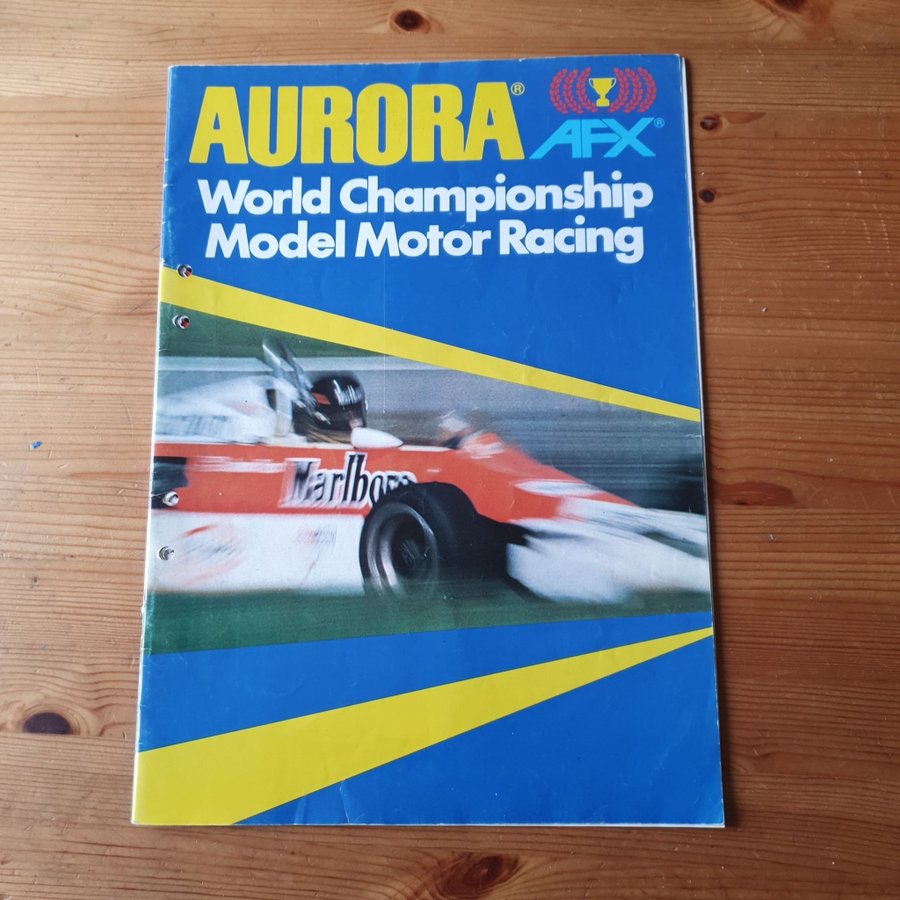 AURORA®
AFX®
World Championship
Model Motor Racing
Marlboro